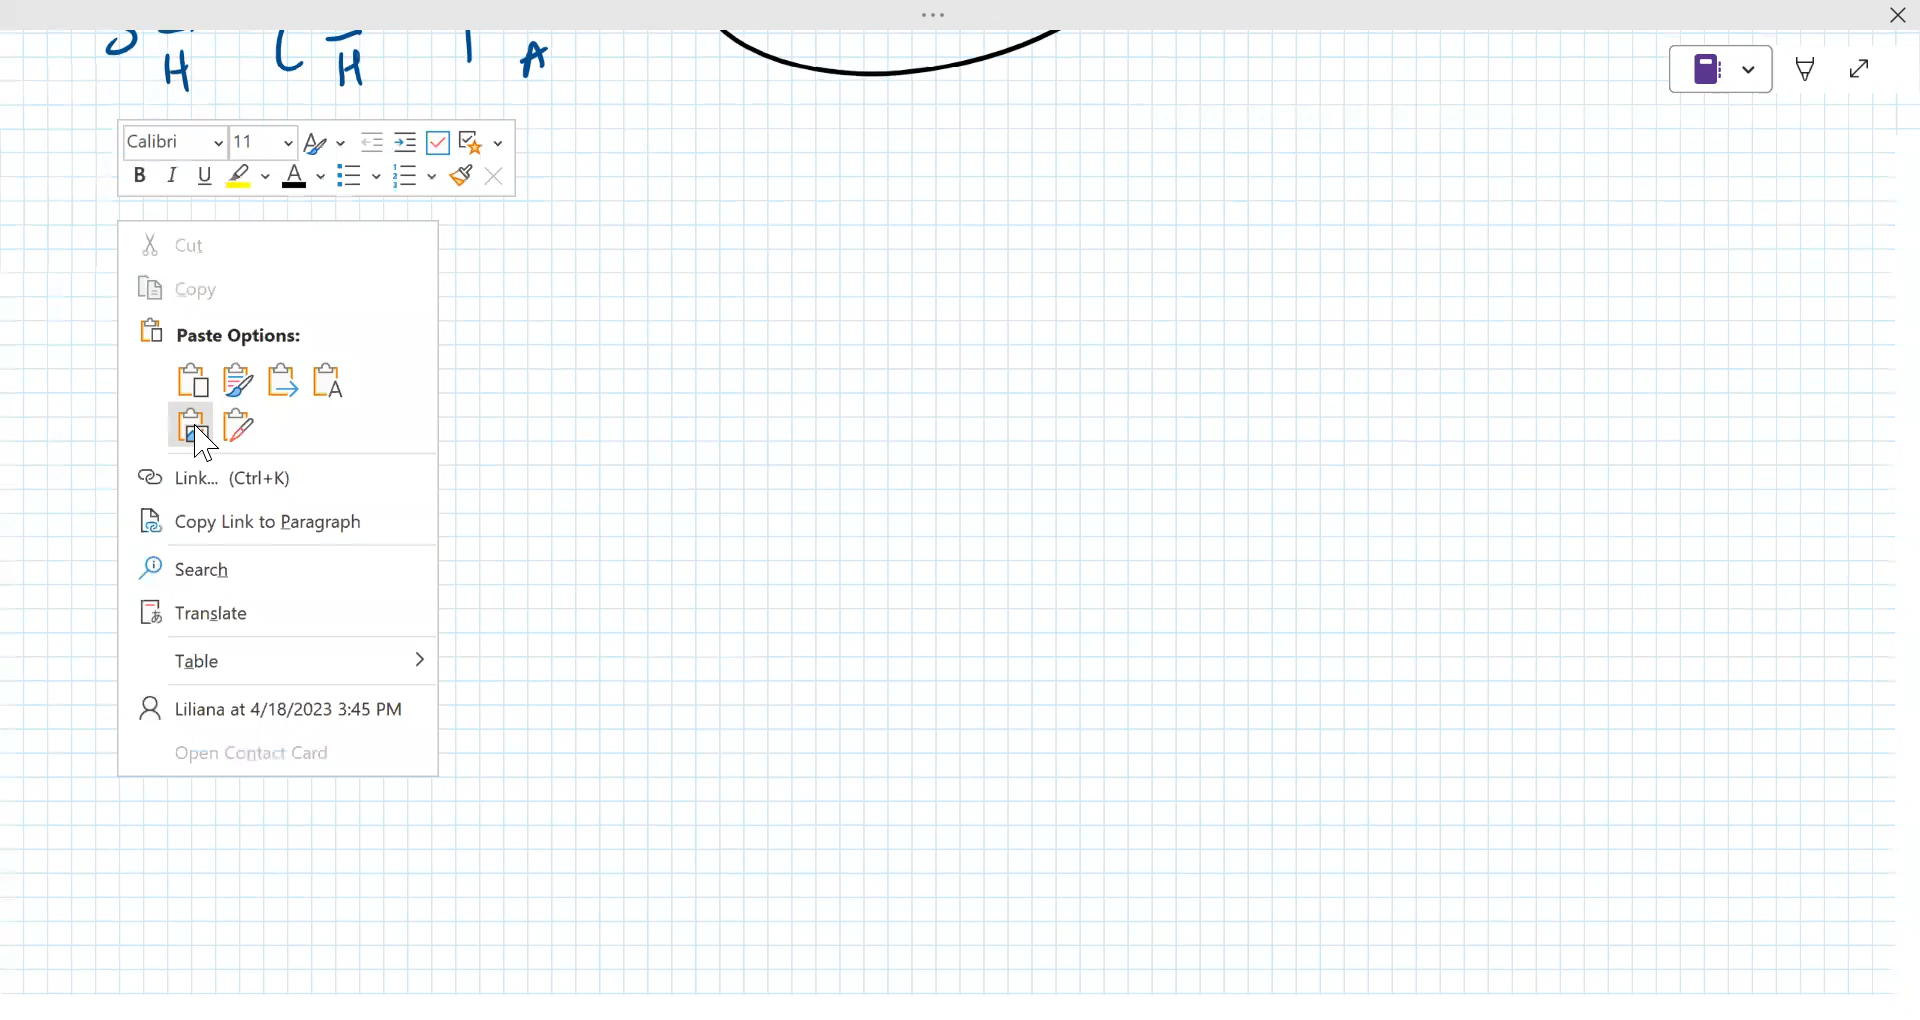 H H A
Calibri 11
B I U A
Cut
Copy
Paste Options:
Link... (Ctrl+K)
Copy Link to Paragraph
Search
Translate
Table
Liliana at 4/18/2023 3:45 PM
Open Contact Card